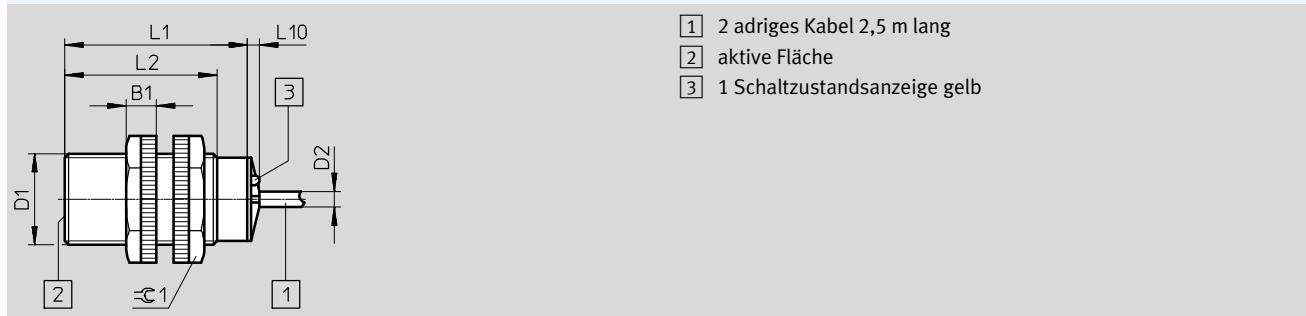 L1
L10
L2
B1
3
D1
D2
2
1
1
1 2 adriges Kabel 2,5 m lang
2 aktive Fläche
3 1 Schaltzustandsanzeige gelb